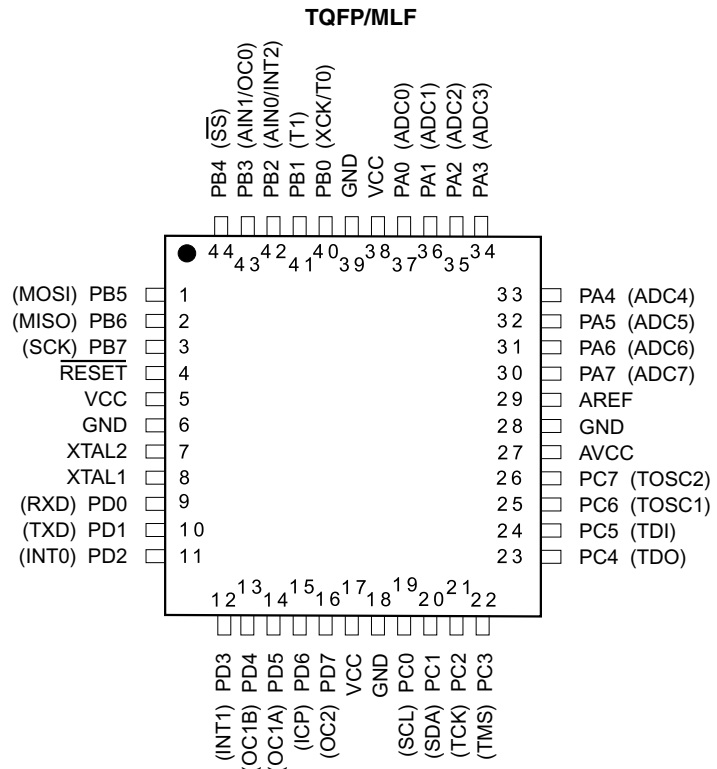 TQFP/MLF
PB4 (SS)
PB3 (AIN1/OC0)
PB2 (AIN0/INT2)
PB1 (T1)
PB0 (XCK/T0)
GND
VCC
PA0 (ADC0)
PA1 (ADC1)
PA2 (ADC2)
PA3 (ADC3)
44 43 42 41 40 39 38 37 36 35 34
(MOSI) PB5 1
(MISO) PB6 2
(SCK) PB7 3
RESET 4
VCC 5
GND 6
XTAL2 7
XTAL1 8
(RXD) PD0 9
(TXD) PD1 10
(INT0) PD2 11
33 PA4 (ADC4)
32 PA5 (ADC5)
31 PA6 (ADC6)
30 PA7 (ADC7)
29 AREF
28 GND
27 AVCC
26 PC7 (TOSC2)
25 PC6 (TOSC1)
24 PC5 (TDI)
23 PC4 (TDO)
12 13 14 15 16 17 18 19 20 21 22
(INT1) PD3
(OC1B) PD4
(OC1A) PD5
(ICP) PD6
(OC2) PD7
VCC
GND
(SCL) PC0
(SDA) PC1
(TCK) PC2
(TMS) PC3